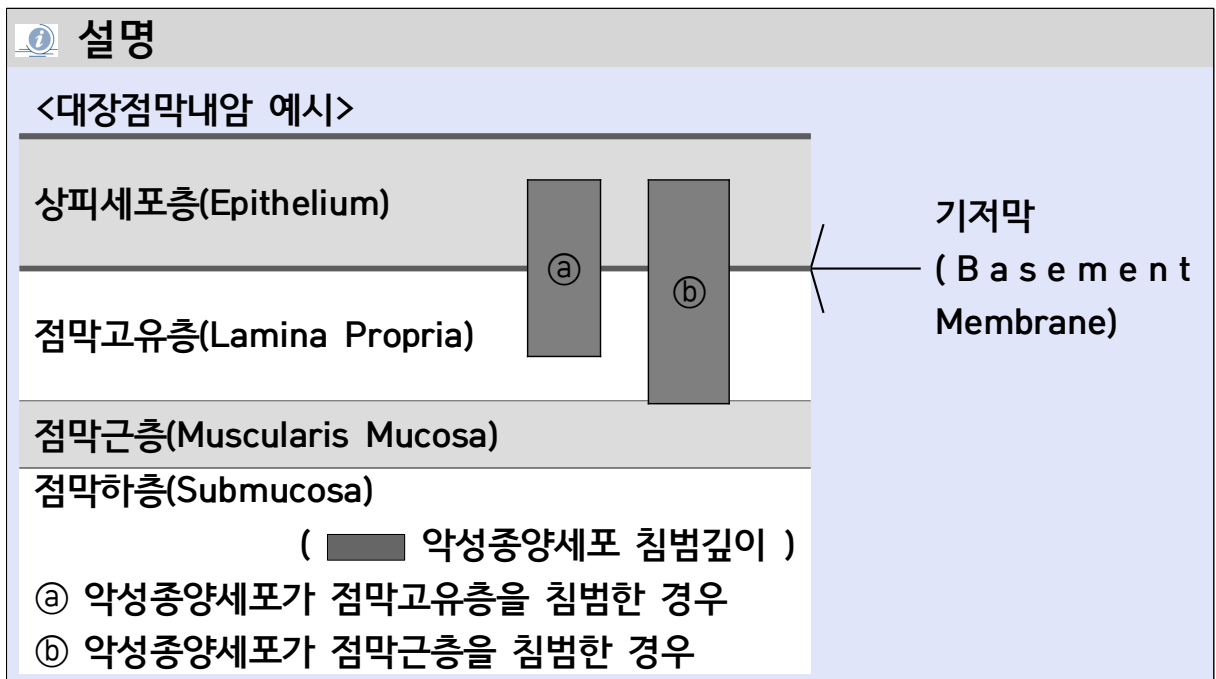 설명
<대장점막내암 예시>
상피세포층(Epithelium)
ⓐ
ⓑ
기저막
(Basement
Membrane)
점막고유층(Lamina Propria)
점막근층(Muscularis Mucosa)
점막하층(Submucosa)
( 악성종양세포 침범깊이 )
ⓐ 악성종양세포가 점막고유층을 침범한 경우
ⓑ 악성종양세포가 점막근층을 침범한 경우